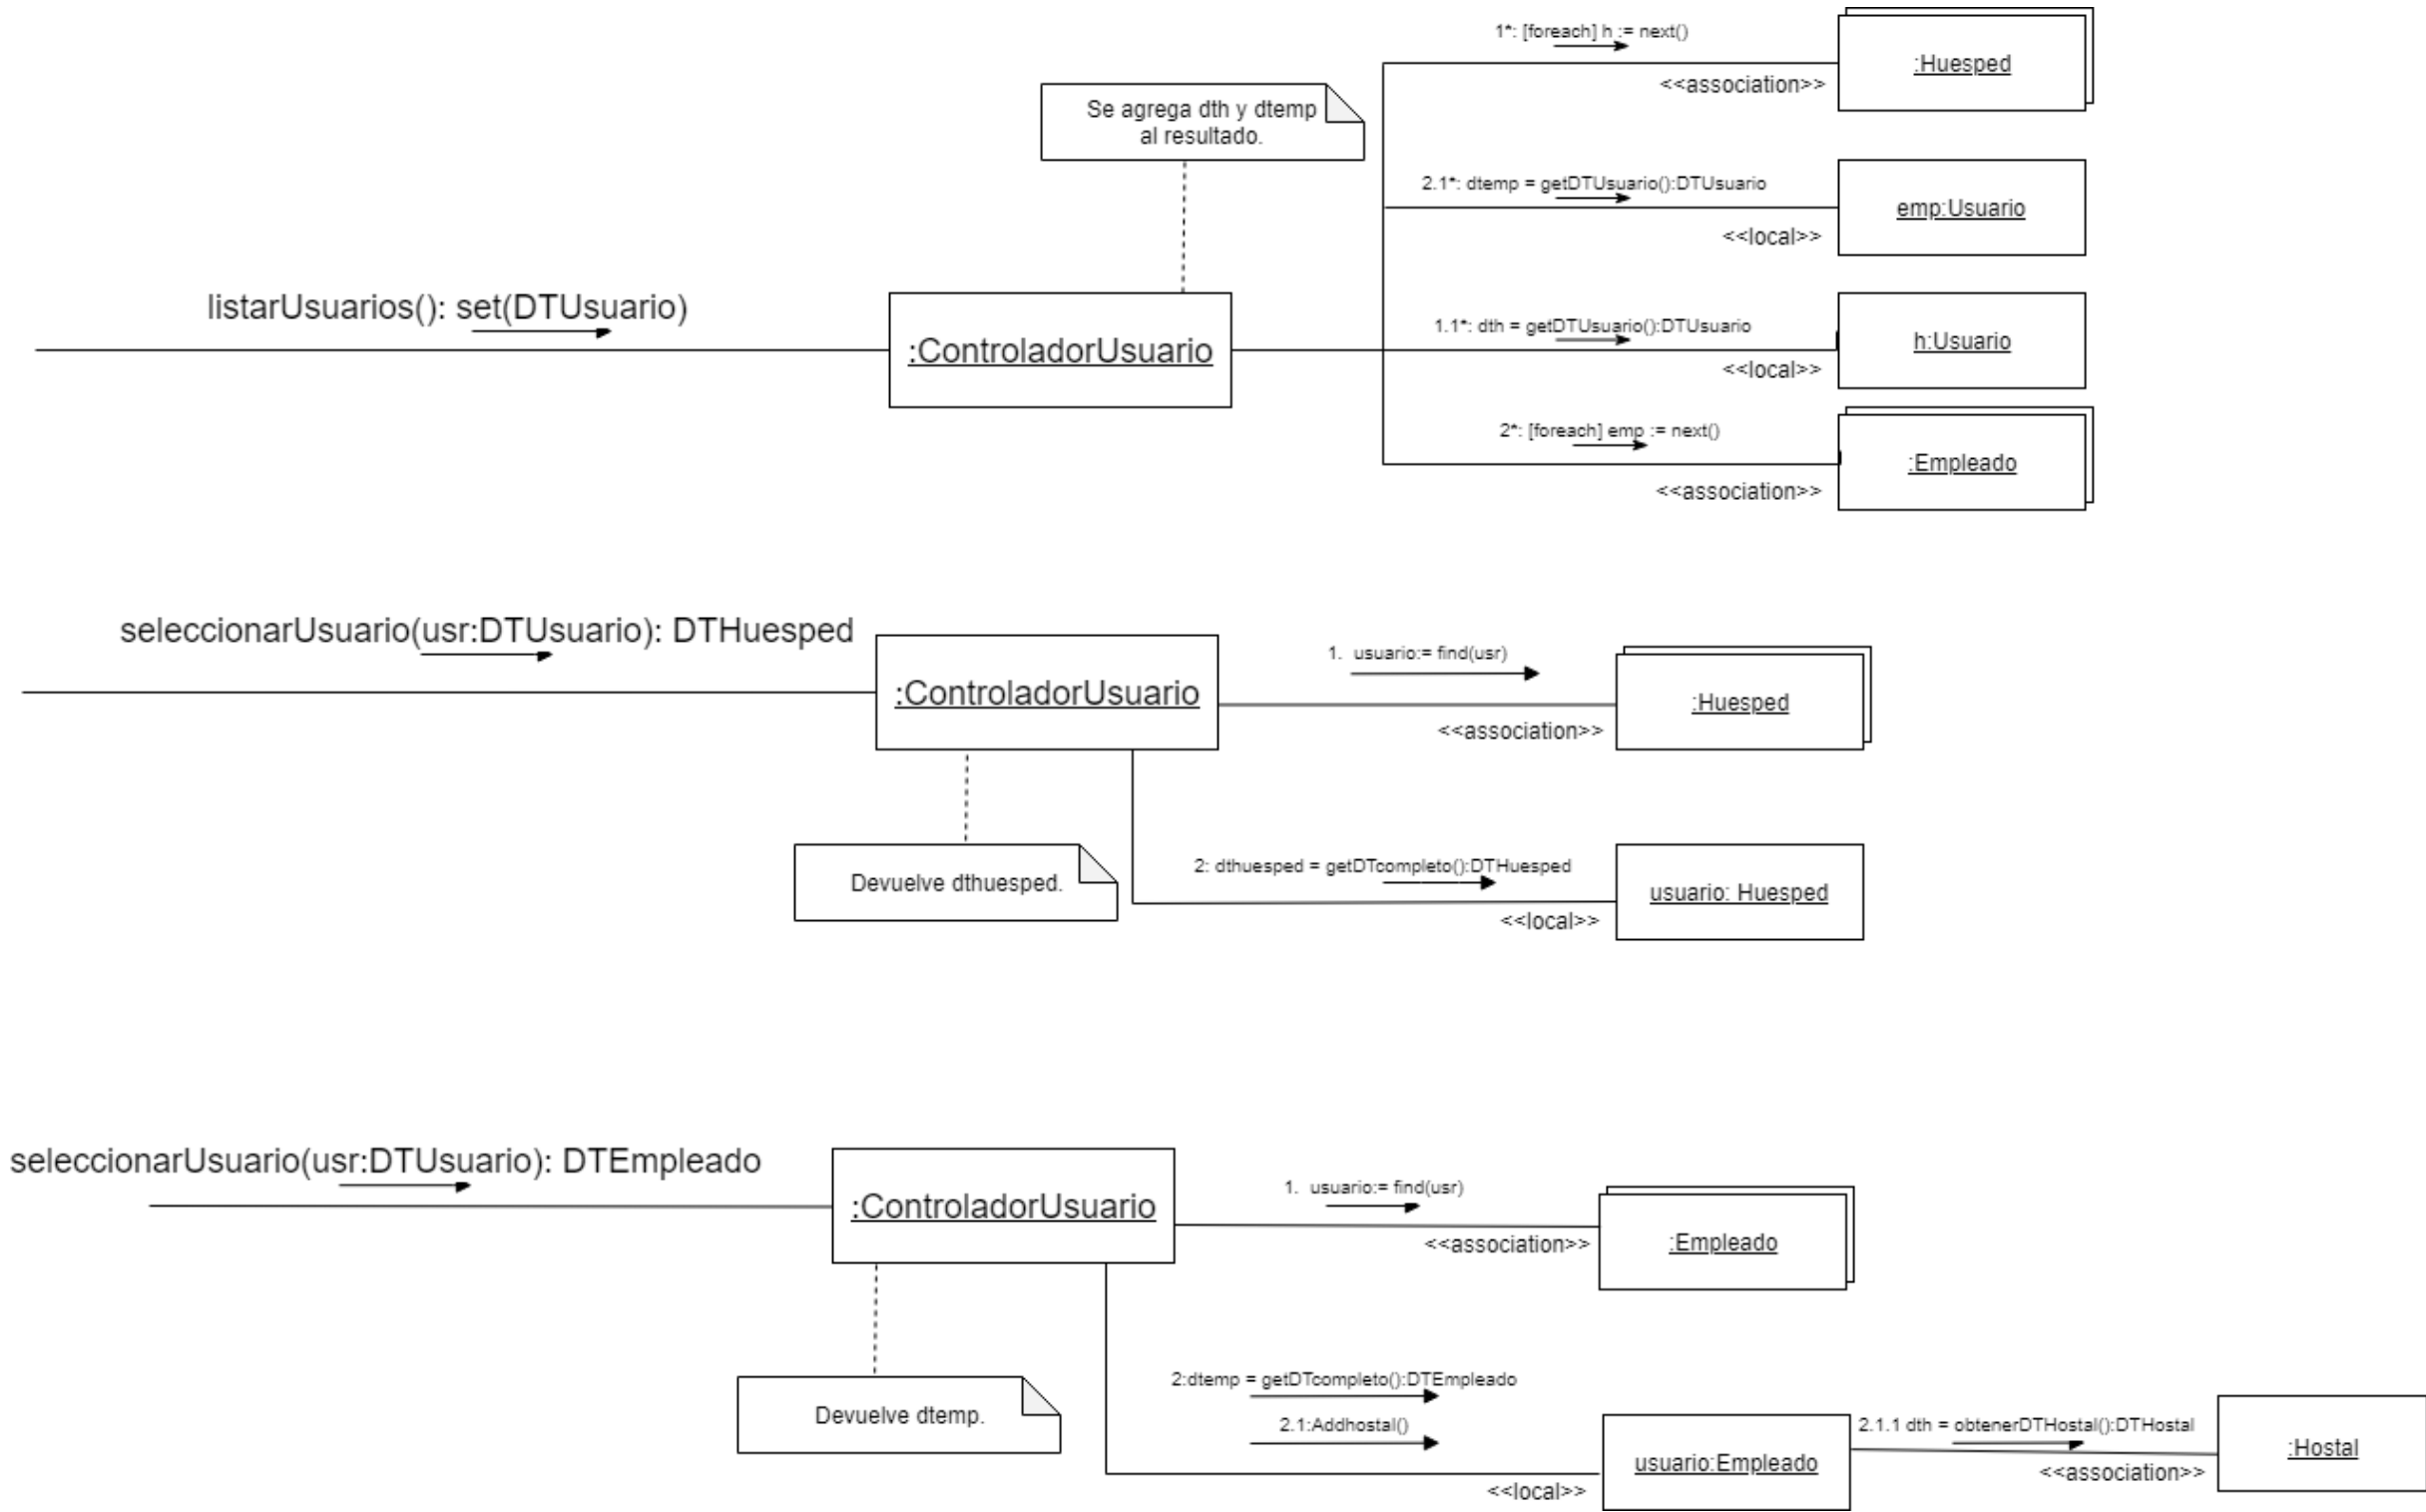 1*: [foreach] h := next()
:Huesped
<<association>>
Se agrega dth y dtemp
al resultado.
2.1*: dtemp = getDTUsuario():DTUsuario
emp:Usuario
<<local>>
listarUsuarios(): set(DTUsuario)
:ControladorUsuario
1.1*: dth = getDTUsuario():DTUsuario
h:Usuario
<<local>>
2*: [foreach] emp := next()
:Empleado
<<association>>
seleccionarUsuario(usr:DTUsuario): DTHuesped
:ControladorUsuario
1. usuario:= find(usr)
:Huesped
<<association>>
Devuelve dthuesped.
2: dthuesped = getDTcompleto():DTHuesped
usuario: Huesped
<<local>>
seleccionarUsuario(usr:DTUsuario): DTEmpleado
:ControladorUsuario
1. usuario:= find(usr)
:Empleado
<<association>>
Devuelve dtemp.
2:dtemp = getDTcompleto():DTEmpleado
2.1:Addhostal()
usuario:Empleado
<<local>>
2.1.1 dth = obtenerDTHostal():DTHostal
:Hostal
<<association>>